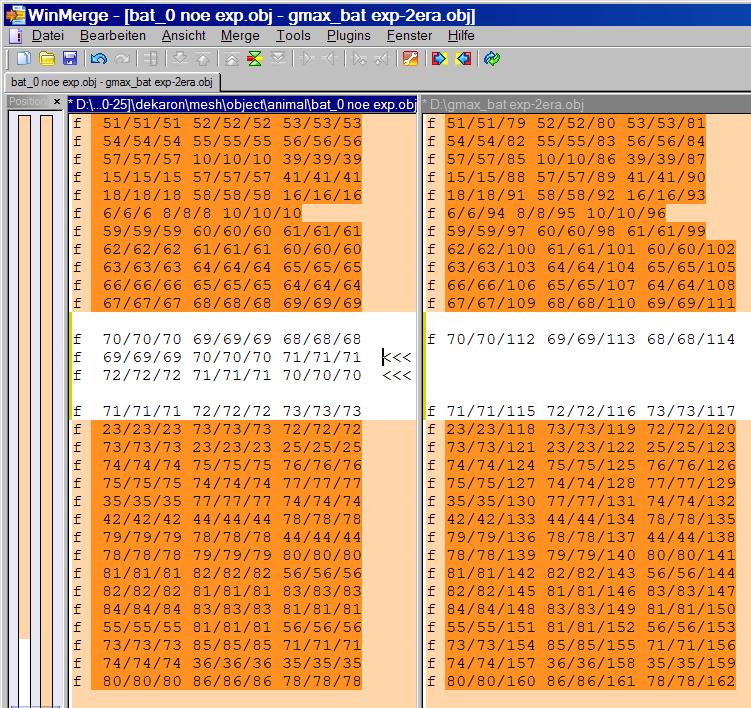 WinMerge - [bat_0 noe exp.obj - gmax_bat exp-2era.obj]
Datei Bearbeiten Ansicht Merge Tools Plugins Fenster Hilfe
bat_0 noe exp.obj - gmax_bat exp-2era.obj
Position × * D:\...0-25]\dekaron\mesh\object\animal\bat_0 noe exp.obj * D:\gmax_bat exp-2era.obj
f 51/51/51 52/52/52 53/53/53 f 51/51/79 52/52/80 53/53/81
f 54/54/54 55/55/55 56/56/56 f 54/54/82 55/55/83 56/56/84
f 57/57/57 10/10/10 39/39/39 f 57/57/85 10/10/86 39/39/87
f 15/15/15 57/57/57 41/41/41 f 15/15/88 57/57/89 41/41/90
f 18/18/18 58/58/58 16/16/16 f 18/18/91 58/58/92 16/16/93
f 6/6/6 8/8/8 10/10/10 f 6/6/94 8/8/95 10/10/96
f 59/59/59 60/60/60 61/61/61 f 59/59/97 60/60/98 61/61/99
f 62/62/62 61/61/61 60/60/60 f 62/62/100 61/61/101 60/60/102
f 63/63/63 64/64/64 65/65/65 f 63/63/103 64/64/104 65/65/105
f 66/66/66 65/65/65 64/64/64 f 66/66/106 65/65/107 64/64/108
f 67/67/67 68/68/68 69/69/69 f 67/67/109 68/68/110 69/69/111
f 70/70/70 69/69/69 68/68/68 f 70/70/112 69/69/113 68/68/114
f 69/69/69 70/70/70 71/71/71 <<<
f 72/72/72 71/71/71 70/70/70 <<<
f 71/71/71 72/72/72 73/73/73 f 71/71/115 72/72/116 73/73/117
f 23/23/23 73/73/73 72/72/72 f 23/23/118 73/73/119 72/72/120
f 73/73/73 23/23/23 25/25/25 f 73/73/121 23/23/122 25/25/123
f 74/74/74 75/75/75 76/76/76 f 74/74/124 75/75/125 76/76/126
f 75/75/75 74/74/74 77/77/77 f 75/75/127 74/74/128 77/77/129
f 35/35/35 77/77/77 74/74/74 f 35/35/130 77/77/131 74/74/132
f 42/42/42 44/44/44 78/78/78 f 42/42/133 44/44/134 78/78/135
f 79/79/79 78/78/78 44/44/44 f 79/79/136 78/78/137 44/44/138
f 78/78/78 79/79/79 80/80/80 f 78/78/139 79/79/140 80/80/141
f 81/81/81 82/82/82 56/56/56 f 81/81/142 82/82/143 56/56/144
f 82/82/82 81/81/81 83/83/83 f 82/82/145 81/81/146 83/83/147
f 84/84/84 83/83/83 81/81/81 f 84/84/148 83/83/149 81/81/150
f 55/55/55 81/81/81 56/56/56 f 55/55/151 81/81/152 56/56/153
f 73/73/73 85/85/85 71/71/71 f 73/73/154 85/85/155 71/71/156
f 74/74/74 36/36/36 35/35/35 f 74/74/157 36/36/158 35/35/159
f 80/80/80 86/86/86 78/78/78 f 80/80/160 86/86/161 78/78/162